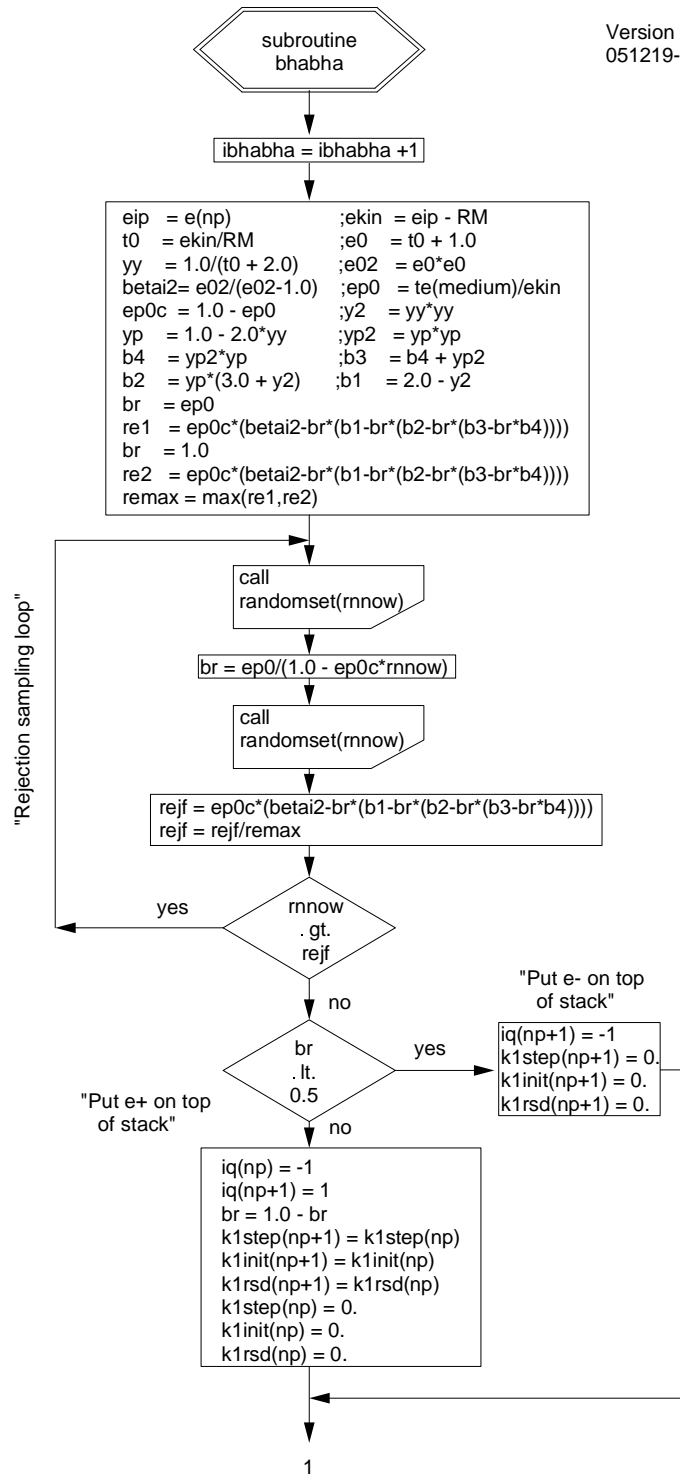 subroutine
bhabha
Version
051219-
ibhabha = ibhabha +1
eip = e(np) ;ekin = eip - RM
t0 = ekin/RM ;e0 = t0 + 1.0
yy = 1.0/(t0 + 2.0) ;e02 = e0*e0
betai2= e02/(e02-1.0) ;ep0 = te(medium)/ekin
ep0c = 1.0 - ep0 ;y2 = yy*yy
yp = 1.0 - 2.0*yy ;yp2 = yp*yp
b4 = yp2*yp ;b3 = b4 + yp2
b2 = yp*(3.0 + y2) ;b1 = 2.0 - y2
br = ep0
re1 = ep0c*(betai2-br*(b1-br*(b2-br*(b3-br*b4))))
br = 1.0
re2 = ep0c*(betai2-br*(b1-br*(b2-br*(b3-br*b4))))
remax = max(re1,re2)
"Rejection sampling loop"
call
randomset(rnnow)
br = ep0/(1.0 - ep0c*rnnow)
call
randomset(rnnow)
rejf = ep0c*(betai2-br*(b1-br*(b2-br*(b3-br*b4))))
rejf = rejf/remax
yes
rnnow
. gt.
rejf
no
"Put e- on top
of stack"
br
. lt.
0.5
yes
iq(np+1) = -1
k1step(np+1) = 0.
k1init(np+1) = 0.
k1rsd(np+1) = 0.
"Put e+ on top
of stack"
no
iq(np) = -1
iq(np+1) = 1
br = 1.0 - br
k1step(np+1) = k1step(np)
k1init(np+1) = k1init(np)
k1rsd(np+1) = k1rsd(np)
k1step(np) = 0.
k1init(np) = 0.
k1rsd(np) = 0.
1